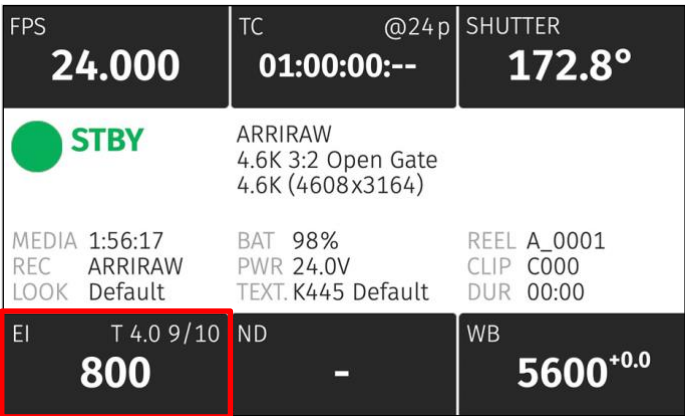 FPS TC @24p SHUTTER
24.000 01:00:00:-- 172.8°
STBY ARRIRAW
4.6K 3:2 Open Gate
4.6K (4608x3164)
MEDIA 1:56:17 BAT 98% REEL A_0001
REC ARRIRAW PWR 24.0V CLIP C000
LOOK Default TEXT. K445 Default DUR 00:00
EI T 4.0 9/10 ND WB
800 - 5600+0.0